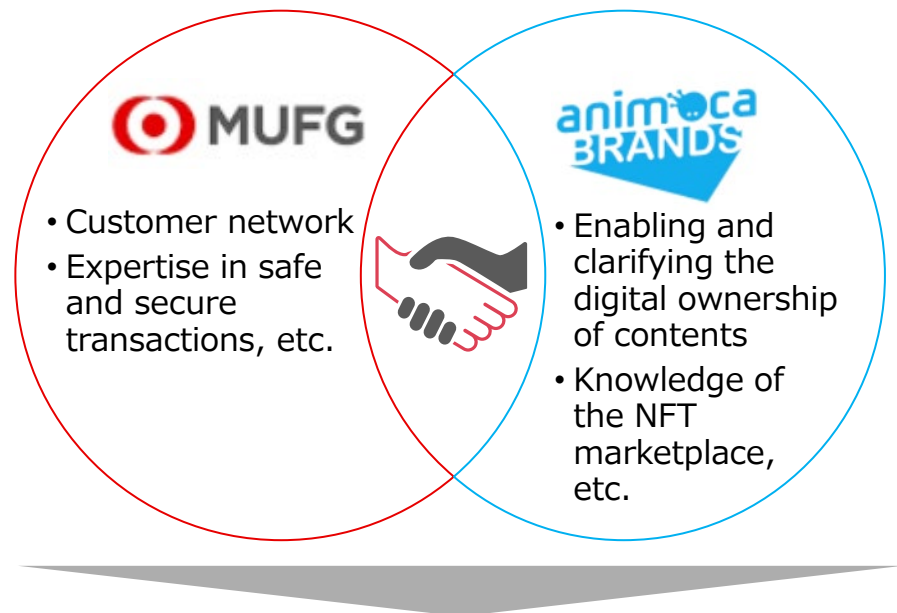 MUFG
• Customer network
• Expertise in safe
and secure
transactions, etc.
animoca
BRANDS
• Enabling and
clarifying the
digital ownership
of contents
• Knowledge of
the NFT
marketplace,
etc.